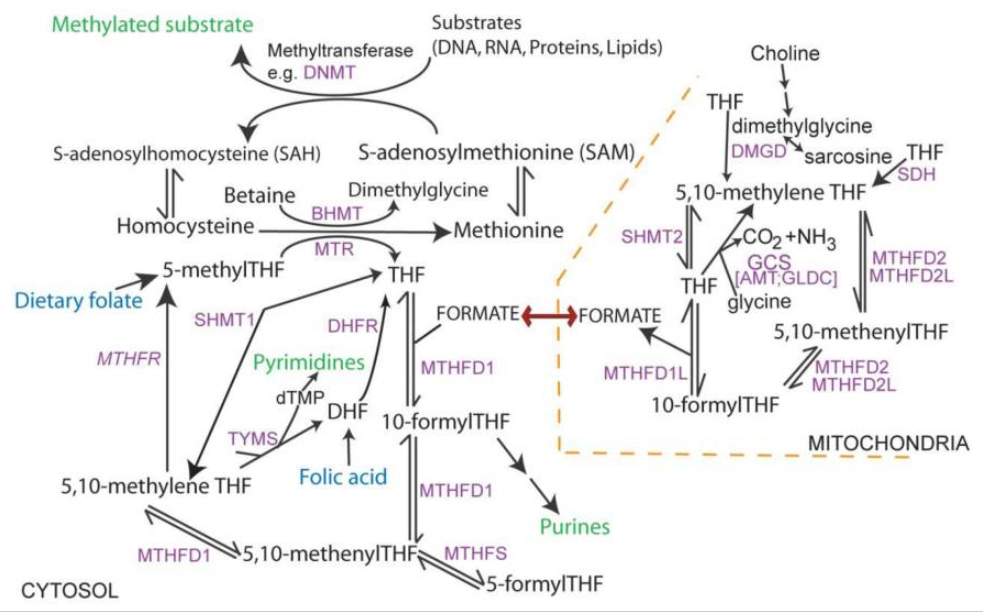 Methylated substrate
Substrates
(DNA, RNA, Proteins, Lipids)
Methyltransferase
e.g. DNMT
S-adenosylhomocysteine (SAH)
S-adenosylmethionine (SAM)
Betaine
Dimethylglycine
BHMT
Homocysteine
Methionine
MTR
5-methylTHF
THF
Dietary folate
SHMT1
DHFR
FORMATE
FORMATE
MTHFR
Pyrimidines
MTHFD1
dTMP
DHF
10-formylTHF
TYMS
Folic acid
5,10-methylene THF
MTHFD1
Purines
MTHFD1
5,10-methenylTHF
MTHFS
5-formylTHF
CYTOSOL
Choline
THF
dimethylglycine
DMGD
sarcosine
THF
SDH
5,10-methylene THF
SHMT2
CO2 +NH3
GCS
[AMT;GLDC]
MTHFD2
MTHFD2L
THF
glycine
5,10-methenylTHF
MTHFD1L
MTHFD2
MTHFD2L
10-formylTHF
MITOCHONDRIA